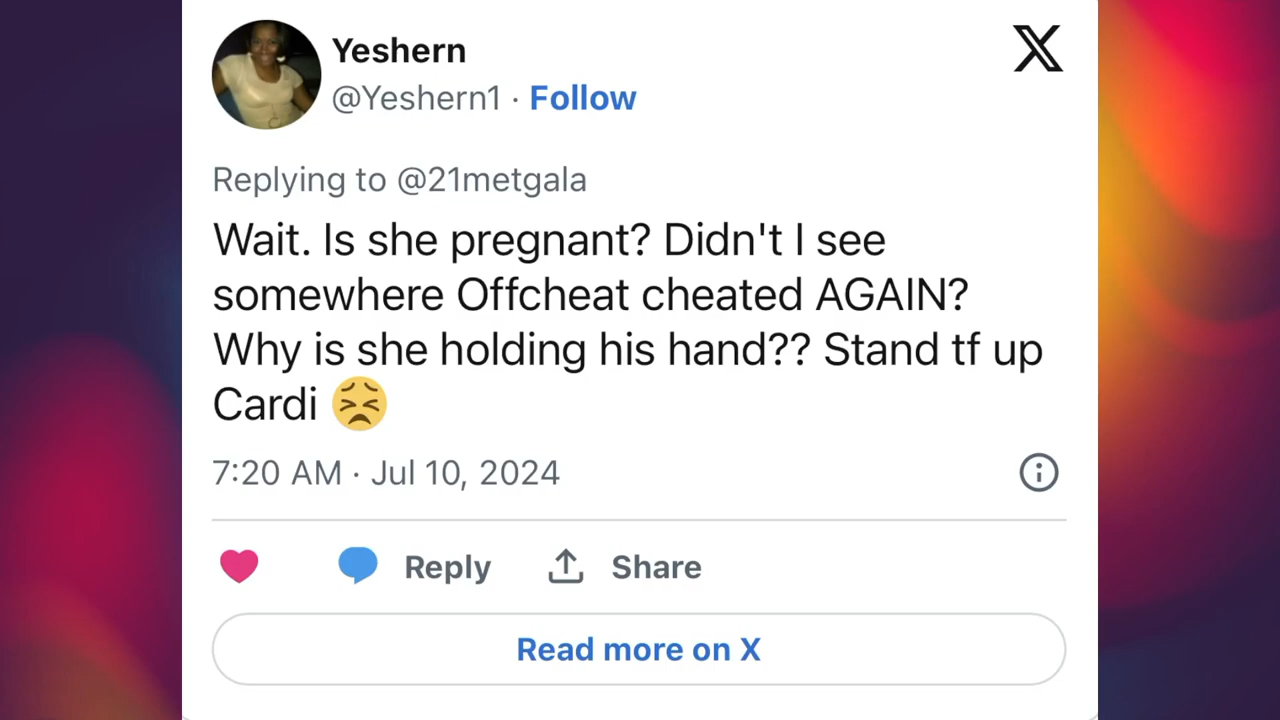 Yeshern
@Yeshern1 · Follow
Replying to @21metgala
Wait. Is she pregnant? Didn't I see
somewhere Offcheat cheated AGAIN?
Why is she holding his hand?? Stand tf up
Cardi 😣
7:20 AM · Jul 10, 2024
Reply Share
Read more on X